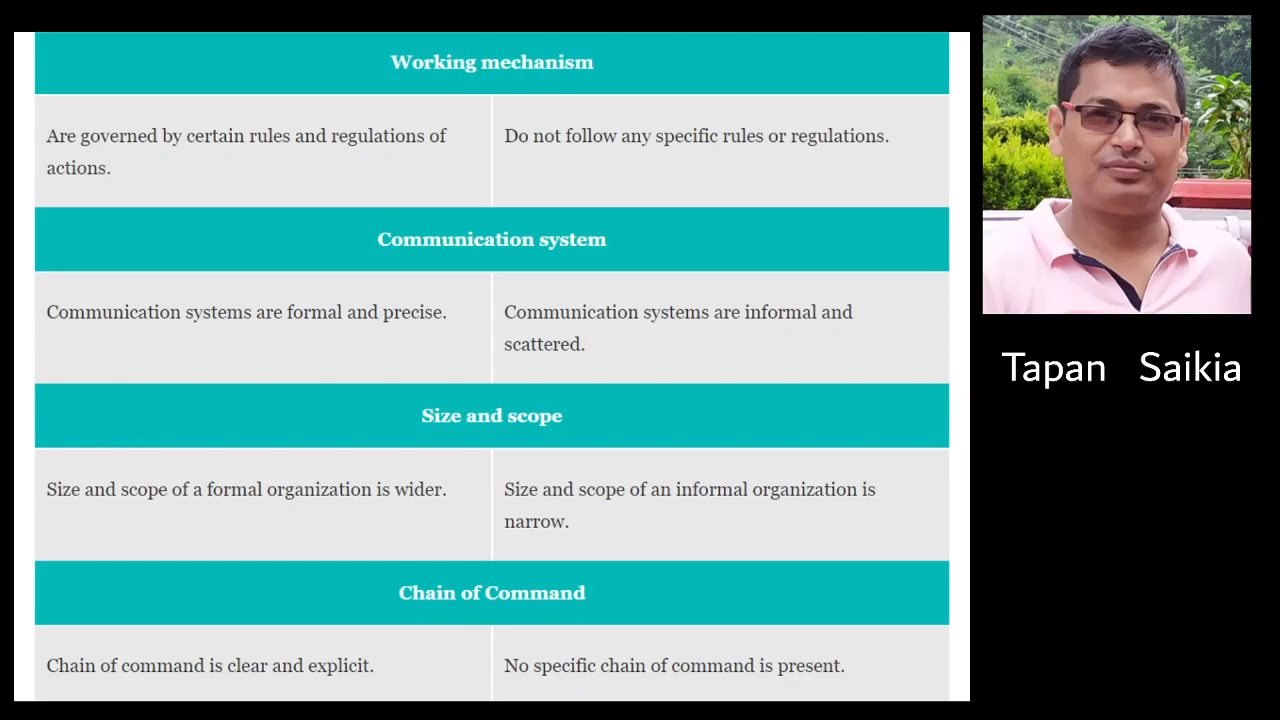 Working mechanism
Are governed by certain rules and regulations of
actions.
Do not follow any specific rules or regulations.
Communication system
Communication systems are formal and precise.
Communication systems are informal and
scattered.
Size and scope
Size and scope of a formal organization is wider.
Size and scope of an informal organization is
narrow.
Chain of Command
Chain of command is clear and explicit.
No specific chain of command is present.
Tapan Saikia